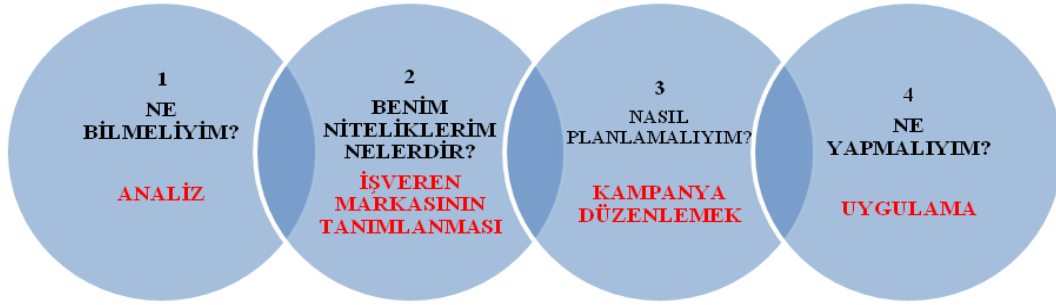 1
NE
BİLMELİYİM?
ANALİZ
2
BENİM
NİTELİKLERİM
NELERDİR?
İŞVEREN
MARKASININ
TANIMLANMASI
3
NASIL
PLANLAMALIYIM?
KAMPANYA
DÜZENLEMEK
4
NE
YAPMALIYIM?
UYGULAMA